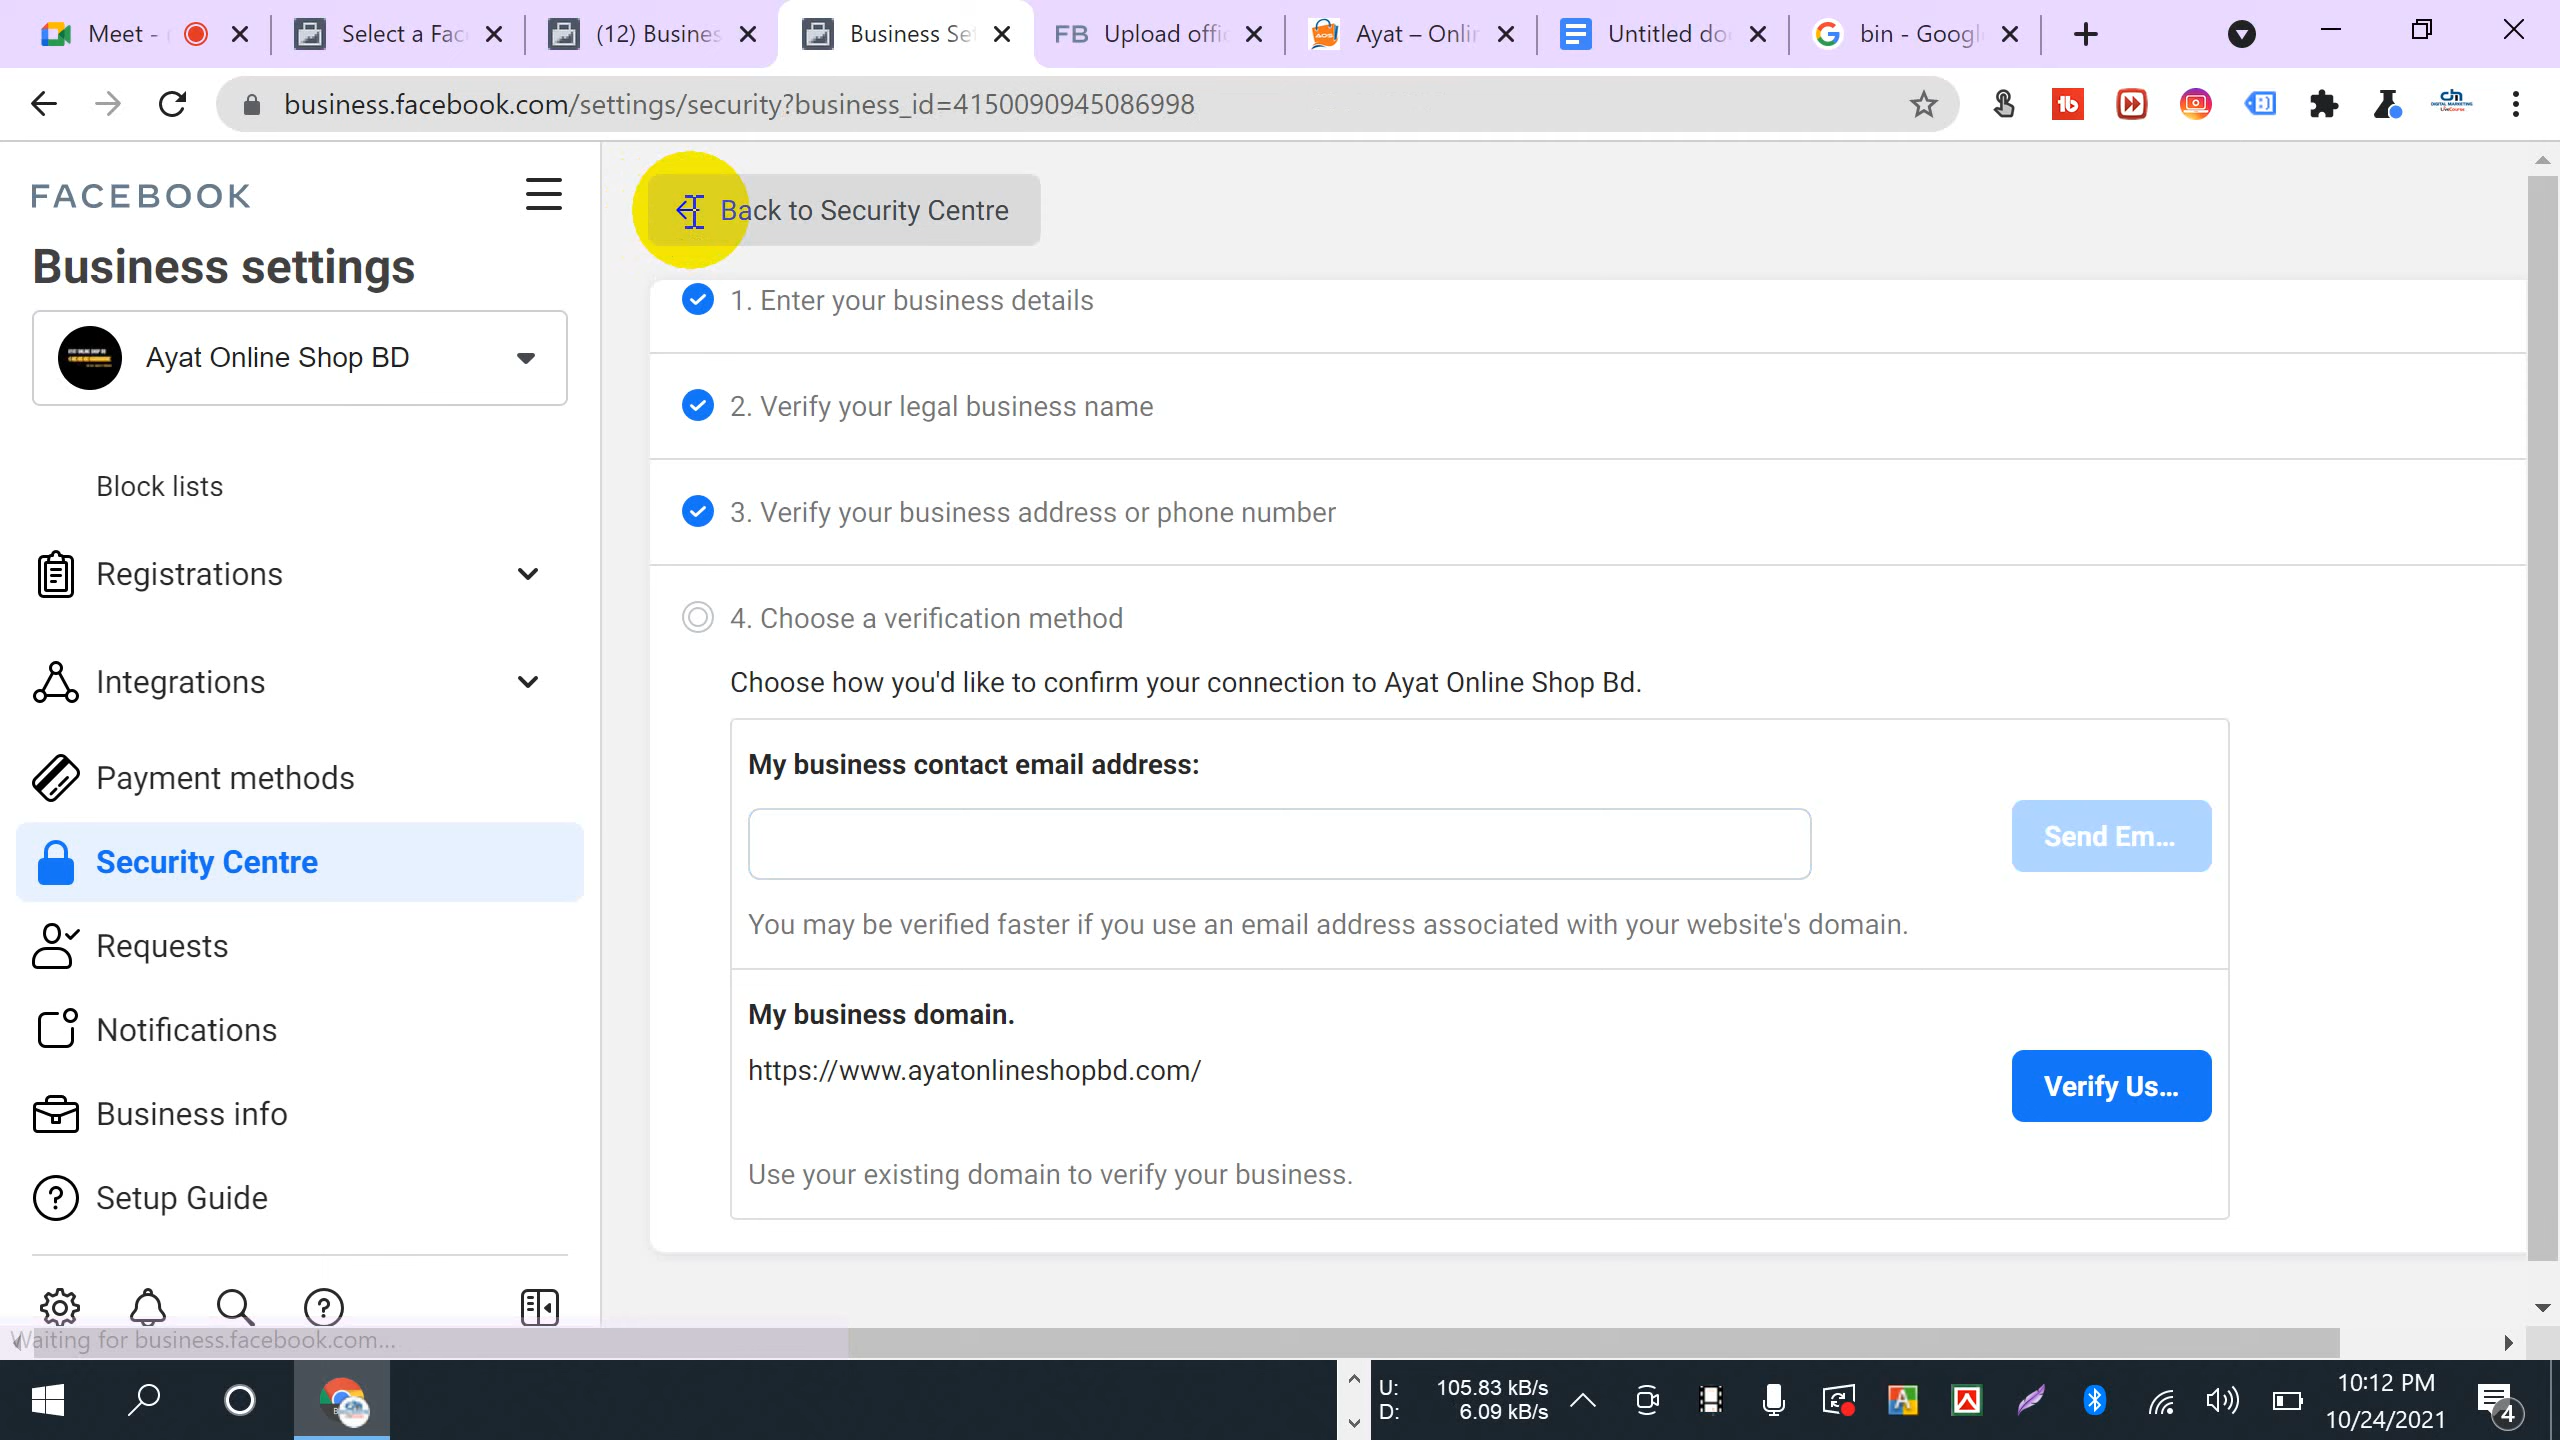 Meet -
Select a Fac
(12) Busines
Business Set
FB Upload offic
Ayat – Onlin
Untitled do
bin - Googl
business.facebook.com/settings/security?business_id=4150090945086998
FACEBOOK
Business settings
Ayat Online Shop BD
Block lists
Registrations
Integrations
Payment methods
Security Centre
Requests
Notifications
Business info
Setup Guide
Waiting for business.facebook.com...
Back to Security Centre
1. Enter your business details
2. Verify your legal business name
3. Verify your business address or phone number
4. Choose a verification method
Choose how you'd like to confirm your connection to Ayat Online Shop Bd.
My business contact email address:
Send Em...
You may be verified faster if you use an email address associated with your website's domain.
My business domain.
https://www.ayatonlineshopbd.com/
Verify Us...
Use your existing domain to verify your business.
U: 105.83 kB/s
D: 6.09 kB/s
10:12 PM
10/24/2021
4